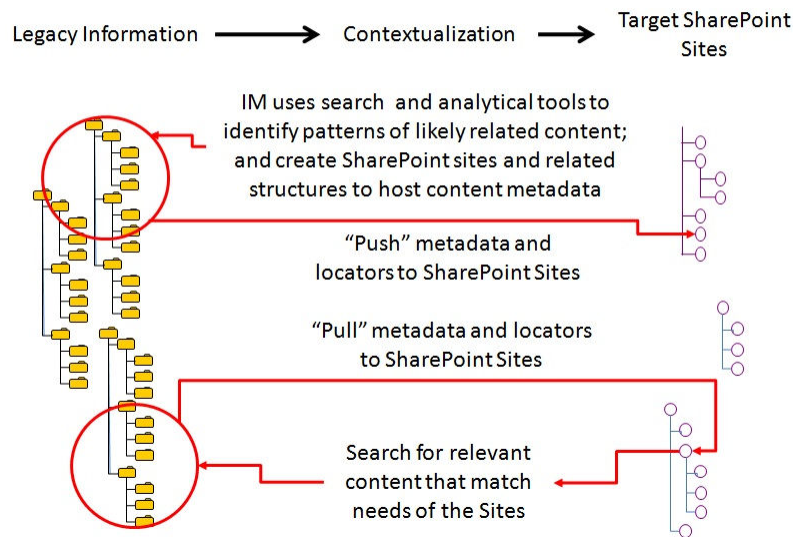 Legacy Information
Contextualization
Target SharePoint
Sites
IM uses search and analytical tools to
identify patterns of likely related content;
and create SharePoint sites and related
structures to host content metadata
“Push” metadata and
locators to SharePoint Sites
“Pull” metadata and locators
to SharePoint Sites
Search for relevant
content that match
needs of the Sites